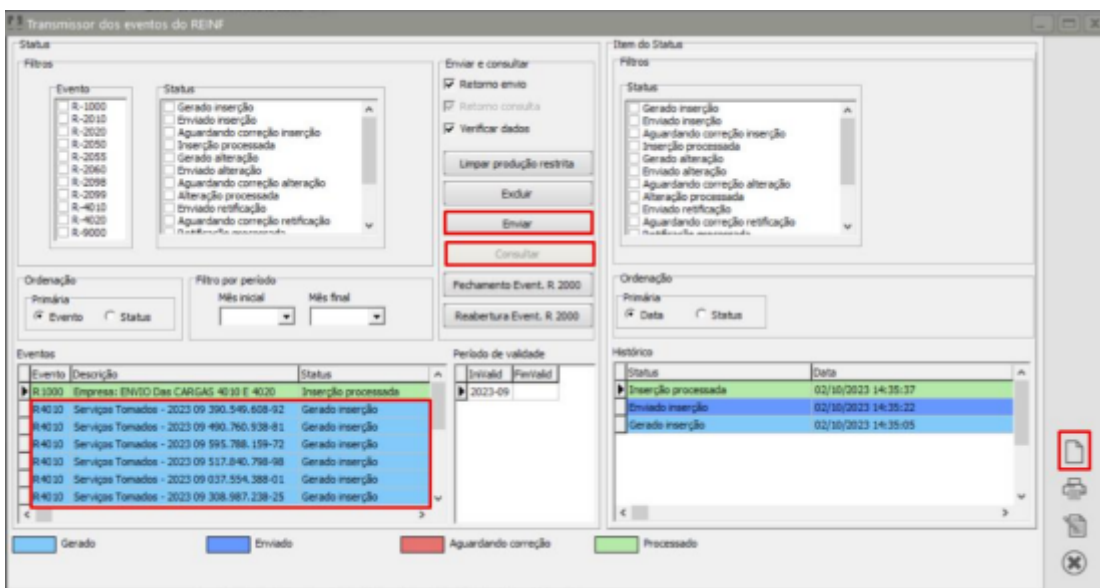 Transmissor dos eventos do REINF
Status
Filtros
Evento
R-1000
R-2010
R-2020
R-2050
R-2055
R-2060
R-2098
R-2099
R-4010
R-4020
R-9000
Status
Gerado inserção
Enviado inserção
Aguardando correção inserção
Inserção processada
Gerado alteração
Enviado alteração
Aguardando correção alteração
Alteração processada
Enviado retificação
Aguardando correção retificação
Retificação processada
Enviar e consultar
Retorno envio
Retorno consulta
Verificar dados
Limpar produção restrita
Excluir
Enviar
Consultar
Fechamento Event. R 2000
Reabertura Event. R 2000
Ordenação
Primária
Evento Status
Filtro por período
Mês inicial Mês final
Item do Status
Filtros
Status
Gerado inserção
Enviado inserção
Aguardando correção inserção
Inserção processada
Gerado alteração
Enviado alteração
Aguardando correção alteração
Alteração processada
Enviado retificação
Aguardando correção retificação
Retificação processada
Ordenação
Primária
Data Status
Eventos
Evento Descrição Status
R1000 Empresa: ENVIO Das CARGAS 4010 E 4020 Inserção processada
R4010 Serviços Tomados - 2023 09 390.549.608-92 Gerado inserção
R4010 Serviços Tomados - 2023 09 490.760.938-81 Gerado inserção
R4010 Serviços Tomados - 2023 09 595.788.159-72 Gerado inserção
R4010 Serviços Tomados - 2023 09 517.840.798-98 Gerado inserção
R4010 Serviços Tomados - 2023 09 037.554.388-01 Gerado inserção
R4010 Serviços Tomados - 2023 09 308.987.238-25 Gerado inserção
Período de validade
IniValid FimValid
2023-09
Histórico
Status Data
Inserção processada 02/10/2023 14:35:37
Enviado inserção 02/10/2023 14:35:22
Gerado inserção 02/10/2023 14:35:05
Gerado Enviado Aguardando correção Processado